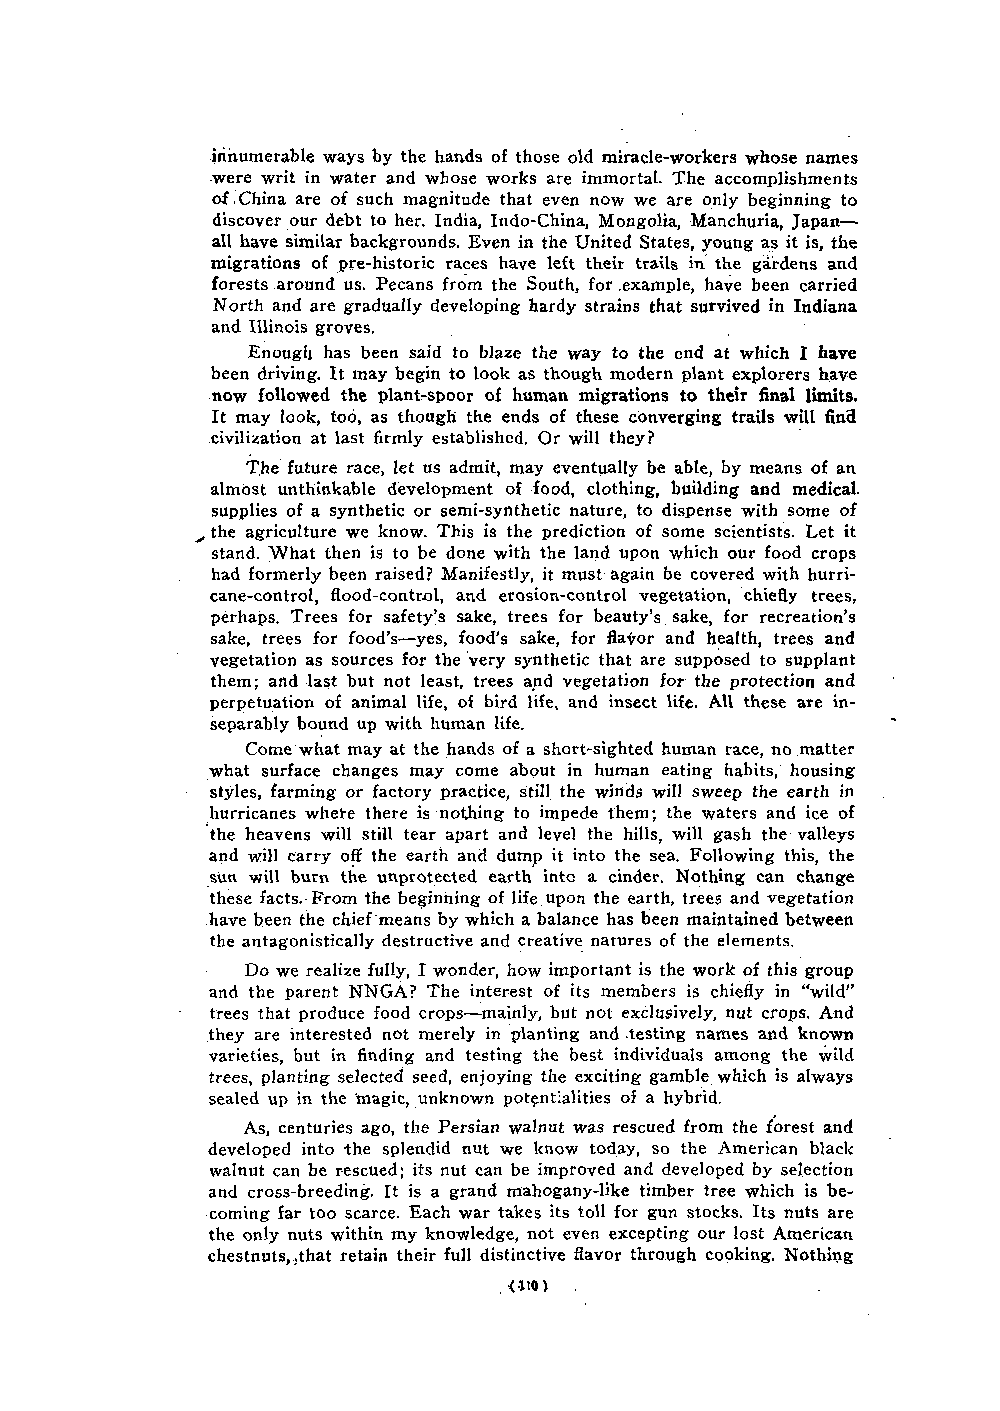 innumerable ways by the hands of those old miracle-workers whose names
were writ in water and whose works are immortal. The accomplishments
of China are of such magnitude that even now we are only beginning to
discover our debt to her. India, Indo-China, Mongolia, Manchuria, Japan—
all have similar backgrounds. Even in the United States, young as it is, the
migrations of pre-historic races have left their trails in the gardens and
forests around us. Pecans from the South, for example, have been carried
North and are gradually developing hardy strains that survived in Indiana
and Illinois groves.
Enough has been said to blaze the way to the end at which I have
been driving. It may begin to look as though modern plant explorers have
now followed the plant-spoor of human migrations to their final limits.
It may look, too, as though the ends of these converging trails will find
civilization at last firmly established. Or will they?
The future race, let us admit, may eventually be able, by means of an
almost unthinkable development of food, clothing, building and medical
supplies of a synthetic or semi-synthetic nature, to dispense with some of
the agriculture we know. This is the prediction of some scientists. Let it
stand. What then is to be done with the land upon which our food crops
had formerly been raised? Manifestly, it must again be covered with hurri-
cane-control, flood-control, and erosion-control vegetation, chiefly trees,
perhaps. Trees for safety's sake, trees for beauty's sake, for recreation's
sake, trees for food's—yes, food's sake, for flavor and health, trees and
vegetation as sources for the very synthetic that are supposed to supplant
them; and last but not least, trees and vegetation for the protection and
perpetuation of animal life, of bird life, and insect life. All these are in-
separably bound up with human life.
Come what may at the hands of a short-sighted human race, no matter
what surface changes may come about in human eating habits, housing
styles, farming or factory practice, still the winds will sweep the earth in
hurricanes where there is nothing to impede them; the waters and ice of
the heavens will still tear apart and level the hills, will gash the valleys
and will carry off the earth and dump it into the sea. Following this, the
sun will burn the unprotected earth into a cinder. Nothing can change
these facts. From the beginning of life upon the earth, trees and vegetation
have been the chief means by which a balance has been maintained between
the antagonistically destructive and creative natures of the elements.
Do we realize fully, I wonder, how important is the work of this group
and the parent NNGA? The interest of its members is chiefly in “wild”
trees that produce food crops—mainly, but not exclusively, nut crops. And
they are interested not merely in planting and testing names and known
varieties, but in finding and testing the best individuals among the wild
trees, planting selected seed, enjoying the exciting gamble which is always
sealed up in the magic, unknown potentialities of a hybrid.
As, centuries ago, the Persian walnut was rescued from the forest and
developed into the splendid nut we know today, so the American black
walnut can be rescued; its nut can be improved and developed by selection
and cross-breeding. It is a grand mahogany-like timber tree which is be-
coming far too scarce. Each war takes its toll for gun stocks. Its nuts are
the only nuts within my knowledge, not even excepting our lost American
chestnuts, that retain their full distinctive flavor through cooking. Nothing
(110)